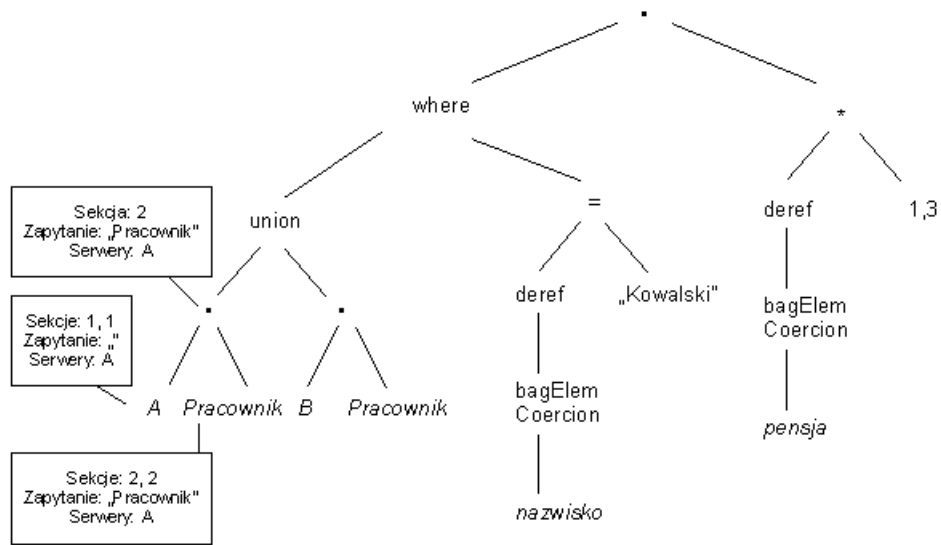 .
where
*
Sekcja: 2
Zapytanie: „Pracownik"
Serwery: A
union
=
deref
1,3
deref
„Kowalski"
.
.
bagElem
Coercion
Sekcje: 1, 1
Zapytanie: „"
Serwery: A
bagElem
Coercion
A
Pracownik
B
Pracownik
pensja
Sekcje: 2, 2
Zapytanie: „Pracownik"
Serwery: A
nazwisko